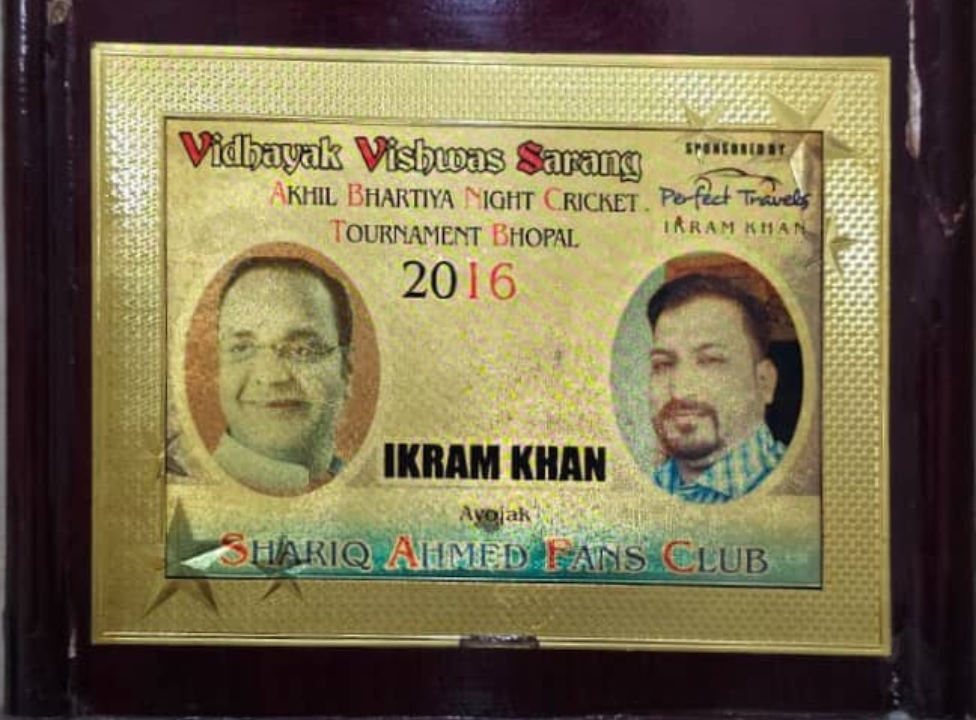 Vidhayak Vishwas Sarang
AKHIL BHARTIYA NIGHT CRICKET
TOURNAMENT BHOPAL
2016
SPONSORED BY
Perfect Travels
IKRAM KHAN
IKRAM KHAN
Ayojak
SHARIQ AHMED FANS CLUB